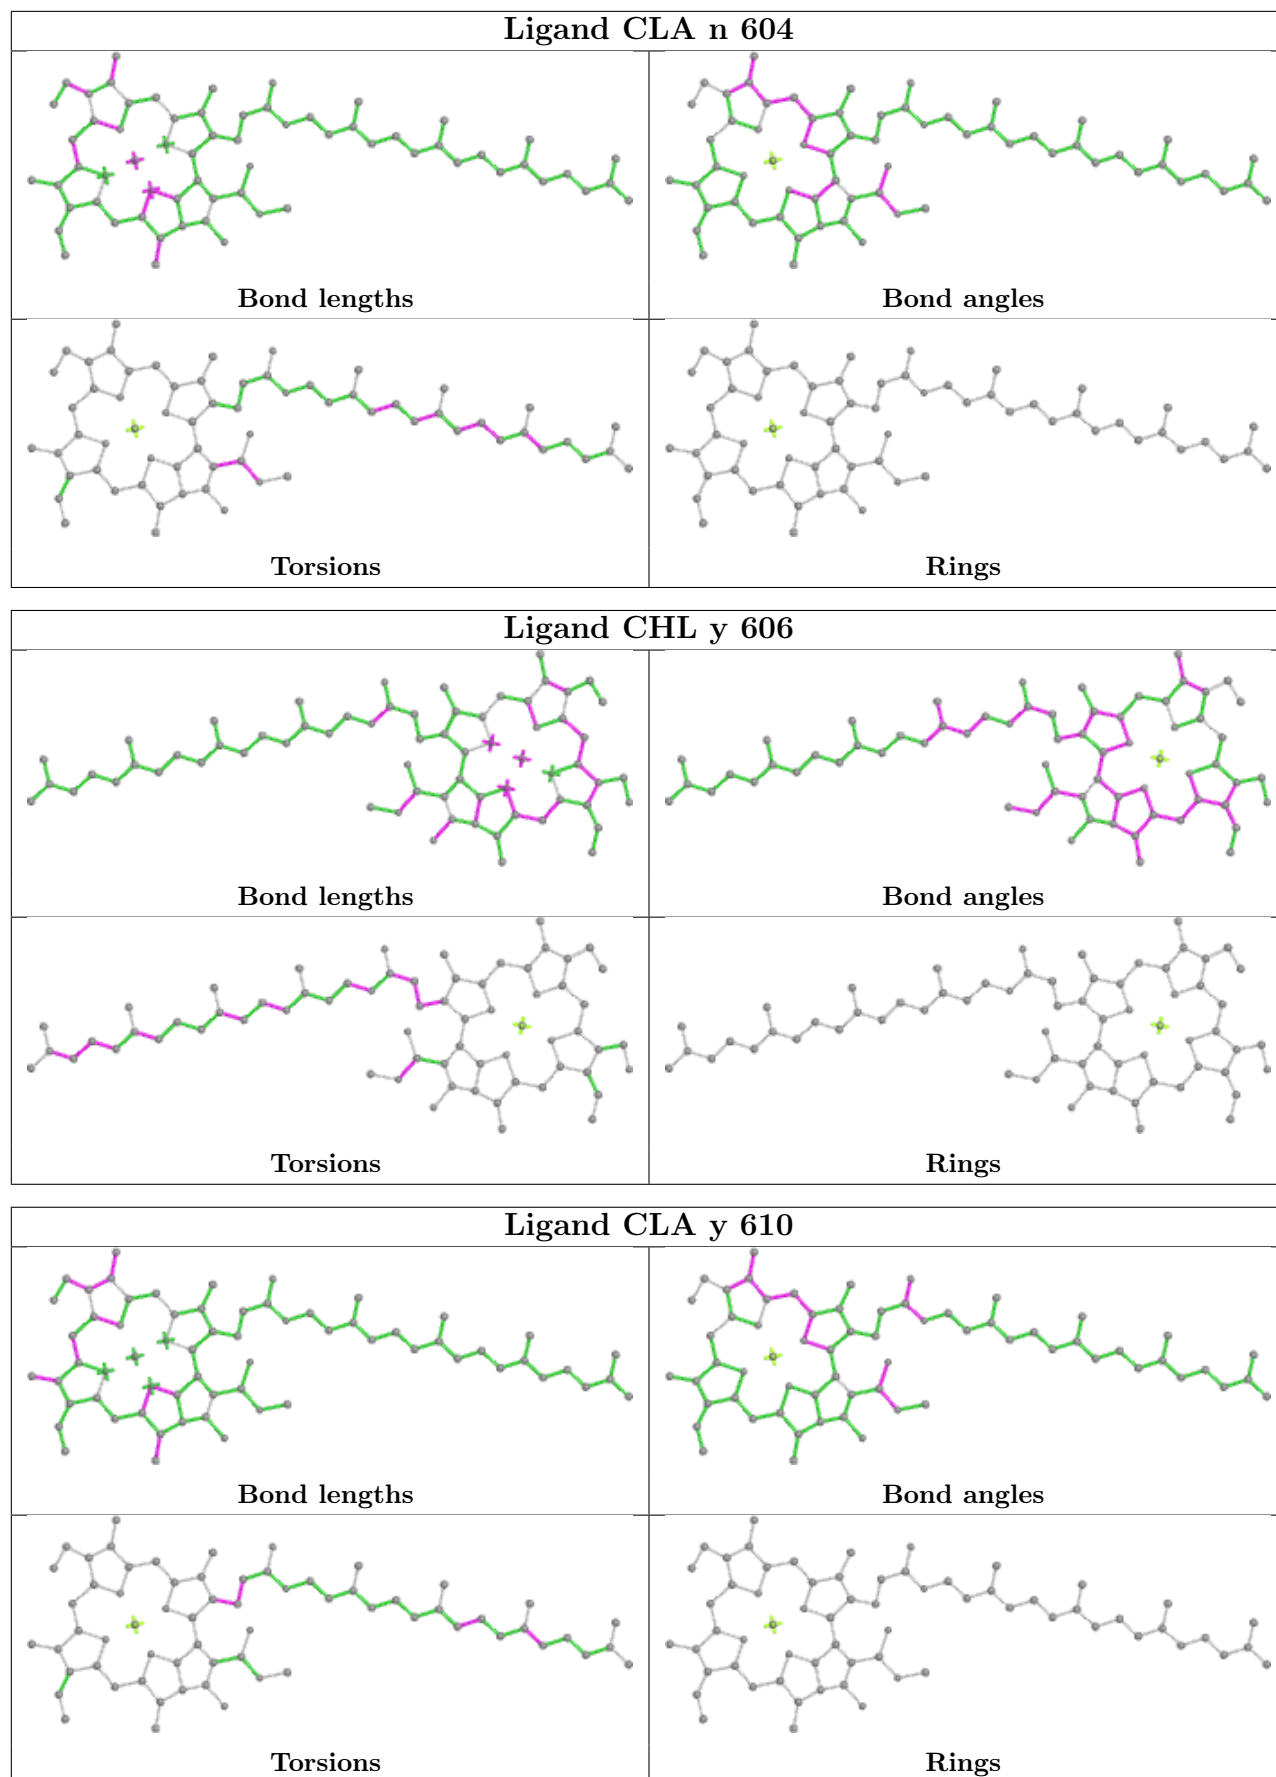 Ligand CLA n 604
Bond lengths
Bond angles
Torsions
Rings
Ligand CHL y 606
Bond lengths
Bond angles
Torsions
Rings
Ligand CLA y 610
Bond lengths
Bond angles
Torsions
Rings